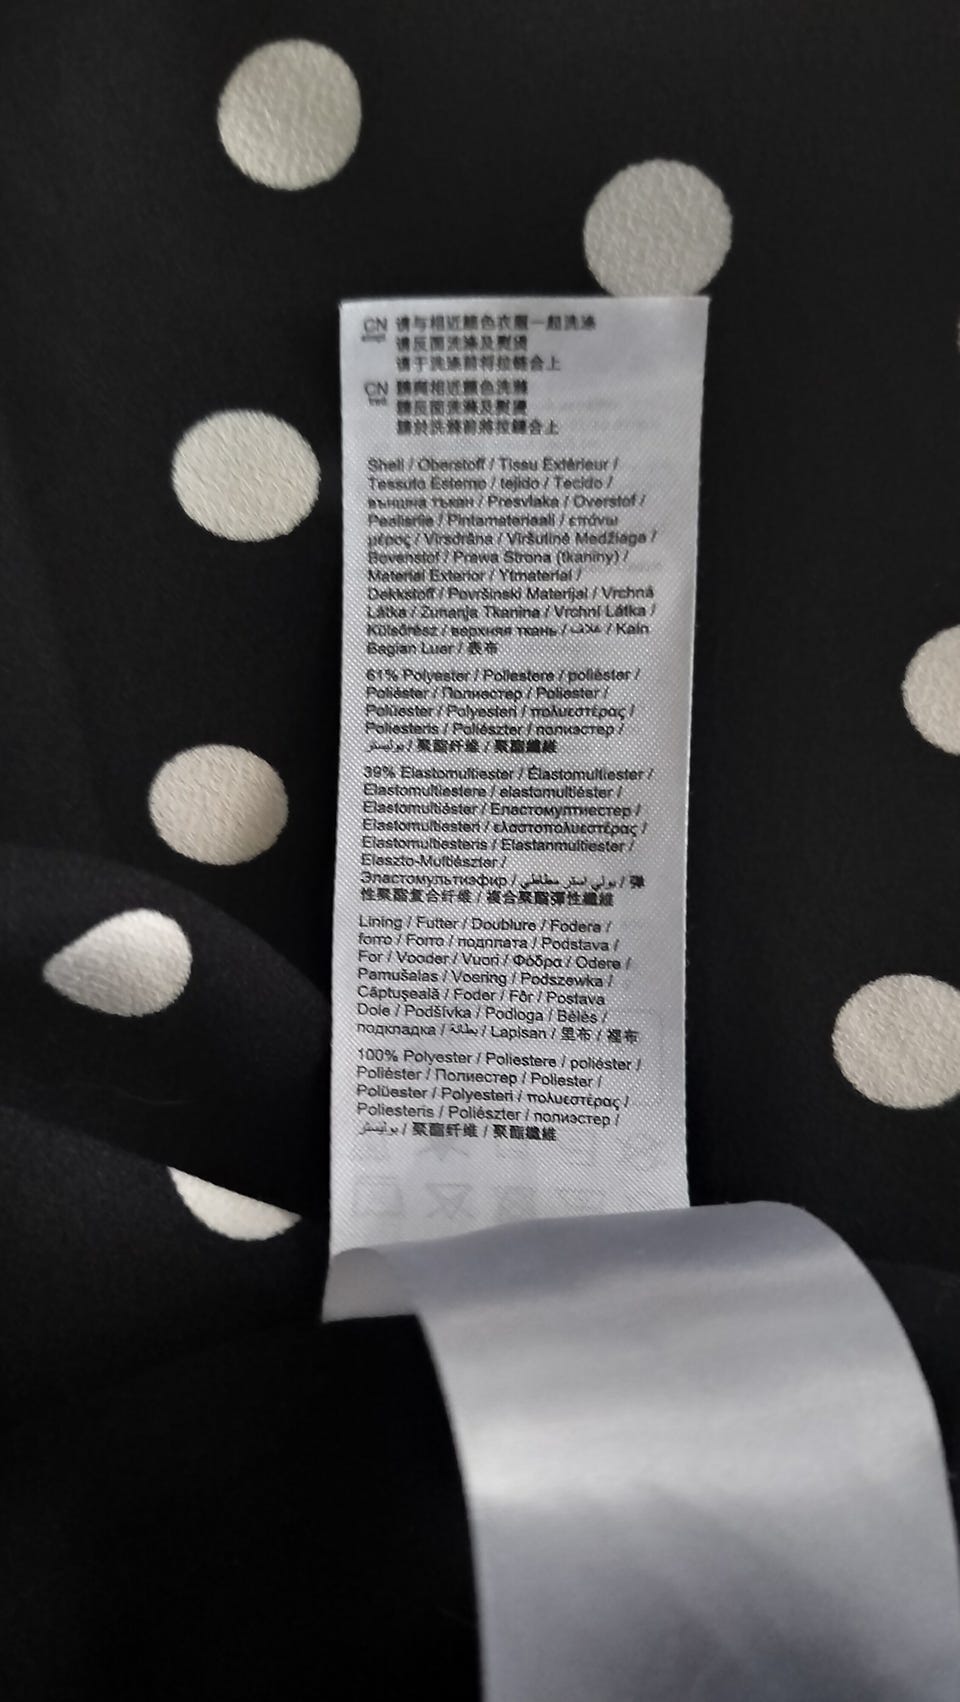 CN 请与相近颜色衣服一起洗涤
请反面洗涤及熨烫
请于洗涤前将拉链合上
CN 請與相近顏色洗滌
請反面洗滌及熨燙
請於洗滌前將拉鏈合上
Shell / Oberstoff / Tissu Extérieur /
Tessuto Esterno / tejido / Tecido /
външна тъкан / Presvlaka / Overstof /
Pealisriie / Pintamateriaali / επάνω
μέρος / Virsdrāna / Viršutinė Medžiaga /
Bovenstof / Prawa Strona (tkaniny) /
Material Exterior / Ytmaterial /
Dekkstoff / Površinski Materijal / Vrchná
Látka / Zunanja Tkanina / Vrchní Látka /
Külsőrész / верхняя ткань / غلاف / Kain
Bagian Luar / 表布
61% Polyester / Poliestere / poliéster /
Poliéster / Полиестер / Poliester /
Polüester / Polyesteri / πολυεστέρας /
Poliesteris / Poliészter / полиэстер /
بوليستر / 聚酯纤维 / 聚酯纖維
39% Elastomultiester / Élastomultiester /
Elastomultiestere / elastomultiéster /
Elastomultiéster / Еластомултиестер /
Elastomultiesteri / ελαστοπολυεστέρας /
Elastomultiesteris / Elastanmultiester /
Elaszto-Multiészter /
Эластомультиэфир / بولي استر مطاطي / 弹
性聚酯复合纤维 / 複合聚酯彈性纖維
Lining / Futter / Doublure / Fodera /
forro / Forro / подплата / Podstava /
For / Vooder / Vuori / Φόδρα / Odere /
Pamušalas / Voering / Podszewka /
Căptuşeală / Foder / Fôr / Postava
Dole / Podšívka / Podloga / Bélés /
подкладка / بطانة / Lapisan / 里布 / 裡布
100% Polyester / Poliestere / poliéster /
Poliéster / Полиестер / Poliester /
Polüester / Polyesteri / πολυεστέρας /
Poliesteris / Poliészter / полиэстер /
بوليستر / 聚酯纤维 / 聚酯纖維